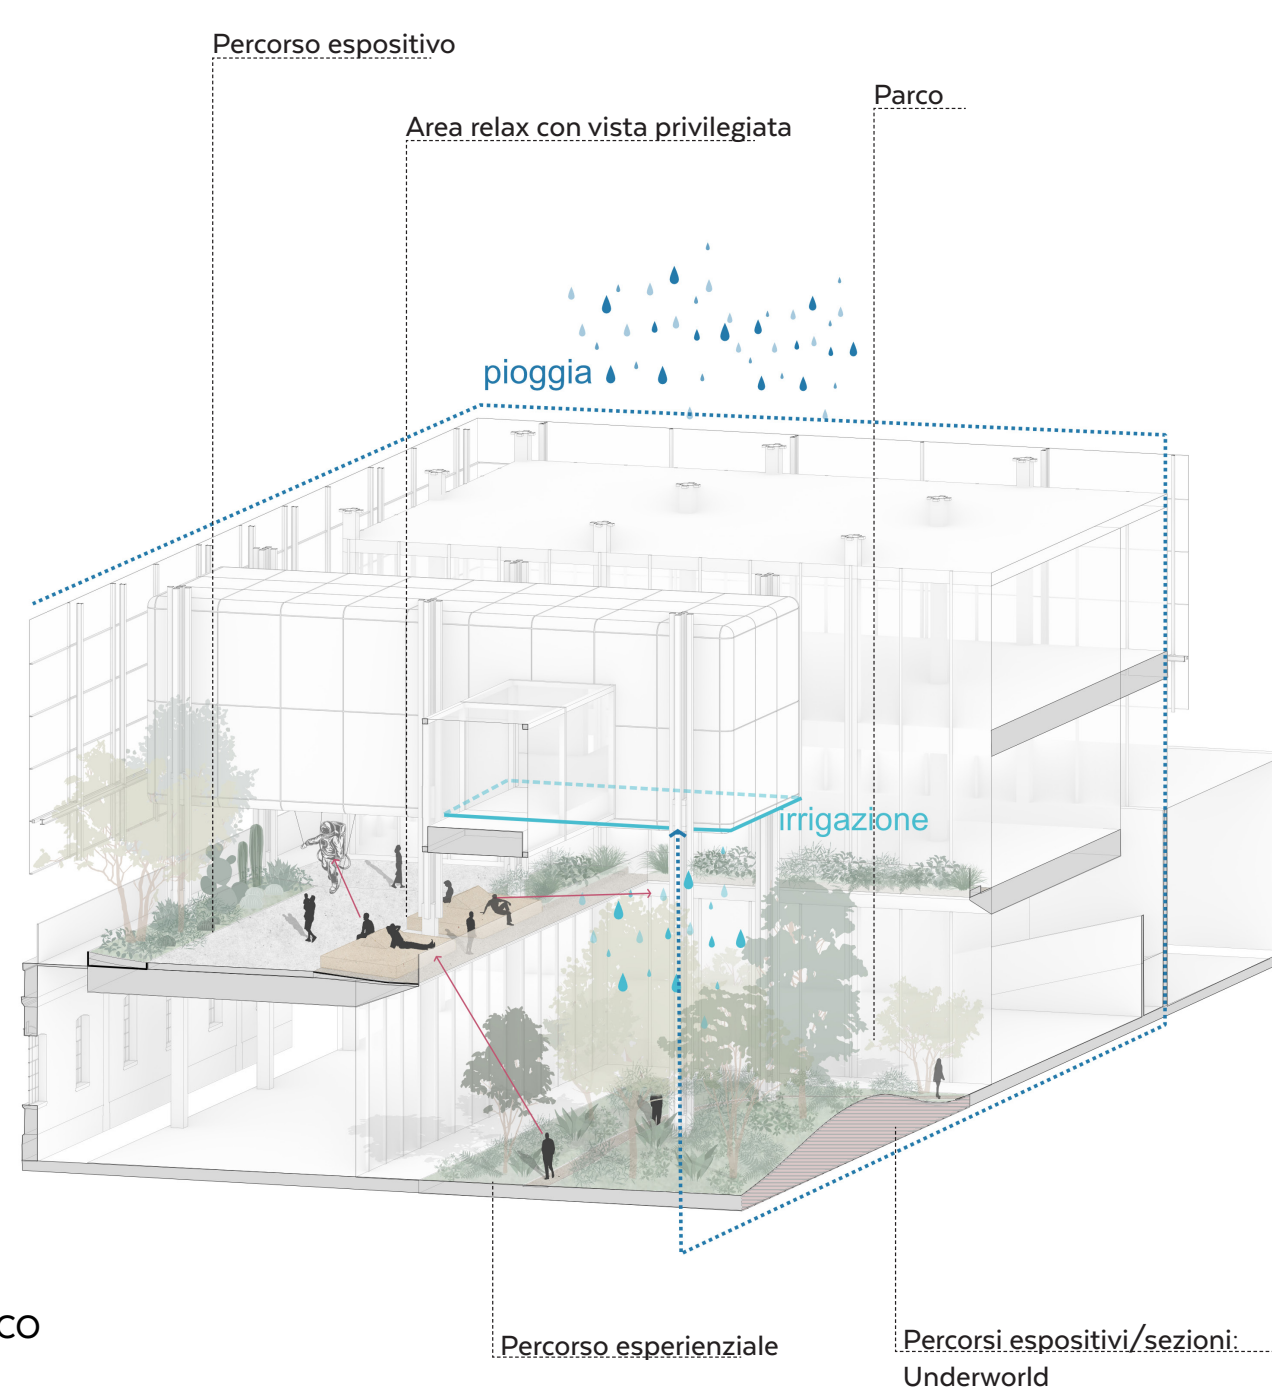 Percorso espositivo
Parco
Area relax con vista privilegiata
pioggia
irrigazione
CO
Percorso esperienziale
Percorsi espositivi/sezioni:
Underworld